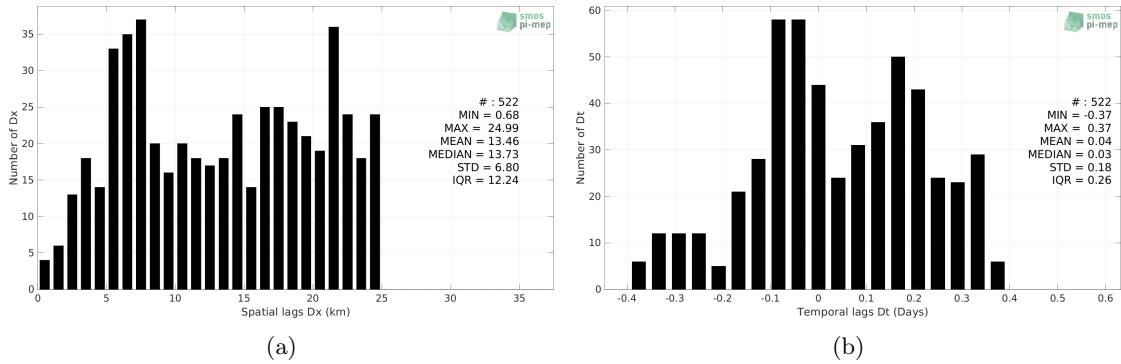 smos
pi-mep
35
30
25
20
15
10
5
0
Number of Dx
# : 522
MIN = 0.68
MAX = 24.99
MEAN = 13.46
MEDIAN = 13.73
STD = 6.80
IQR = 12.24
0 5 10 15 20 25 30 35
Spatial lags Dx (km)
(a)
smos
pi-mep
60
50
40
30
20
10
0
Number of Dt
# : 522
MIN = -0.37
MAX = 0.37
MEAN = 0.04
MEDIAN = 0.03
STD = 0.18
IQR = 0.26
-0.4 -0.3 -0.2 -0.1 0 0.1 0.2 0.3 0.4 0.5 0.6
Temporal lags Dt (Days)
(b)